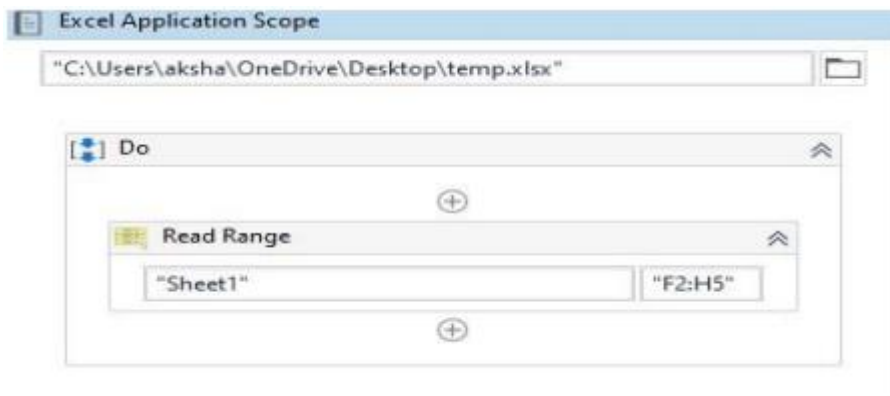 Excel Application Scope
"C:\Users\aksha\OneDrive\Desktop\temp.xlsx"
Do
Read Range
"Sheet1" "F2:H5"